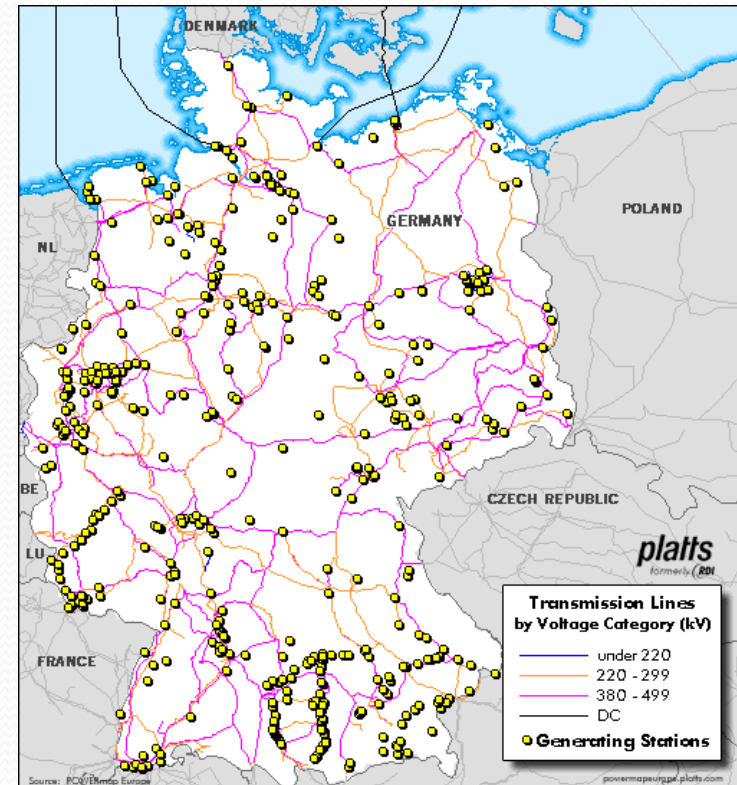 DENMARK
GERMANY
POLAND
NL
BE
CZECH REPUBLIC
LU
platts
formerly RDI
Transmission Lines
by Voltage Category (kV)
under 220
220 - 299
380 - 499
DC
Generating Stations
FRANCE
Source: POWERmap Europe
powermapeurope.platts.com